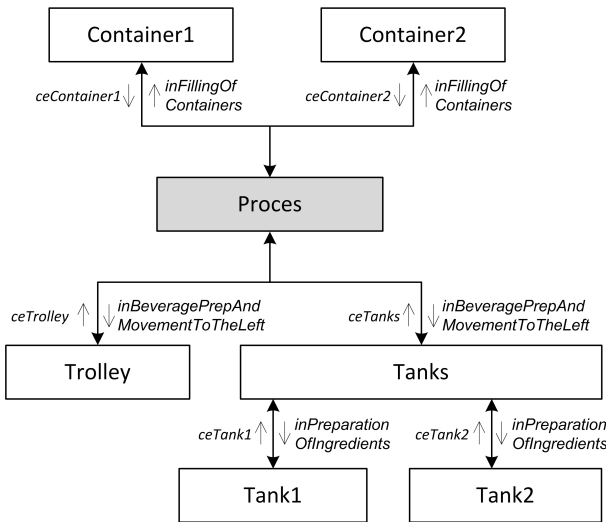 Container1
Container2
ceContainer1
inFillingOf
Containers
ceContainer2
inFillingOf
Containers
Proces
ceTrolley
inBeveragePrepAnd
MovementToTheLeft
ceTanks
inBeveragePrepAnd
MovementToTheLeft
Trolley
Tanks
ceTank1
inPreparation
OfIngredients
ceTank2
inPreparation
OfIngredients
Tank1
Tank2